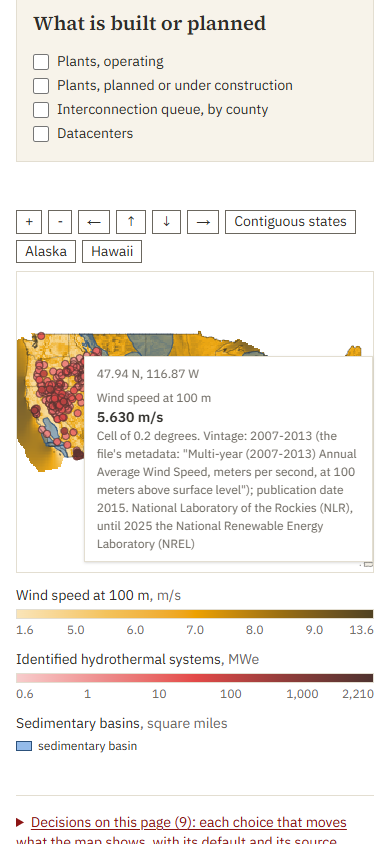 What is built or planned
Plants, operating
Plants, planned or under construction
Interconnection queue, by county
Datacenters
+ - ← ↑ ↓ → Contiguous states
Alaska Hawaii
47.94 N, 116.87 W
Wind speed at 100 m
5.630 m/s
Cell of 0.2 degrees. Vintage: 2007-2013 (the
file's metadata: "Multi-year (2007-2013) Annual
Average Wind Speed, meters per second, at 100
meters above surface level"); publication date
2015. National Laboratory of the Rockies (NLR),
until 2025 the National Renewable Energy
Laboratory (NREL)
Wind speed at 100 m, m/s
1.6 5.0 6.0 7.0 8.0 9.0 13.6
Identified hydrothermal systems, MWe
0.6 1 10 100 1,000 2,210
Sedimentary basins, square miles
sedimentary basin
▶ Decisions on this page (9): each choice that moves
what the map shows, with its default and its source